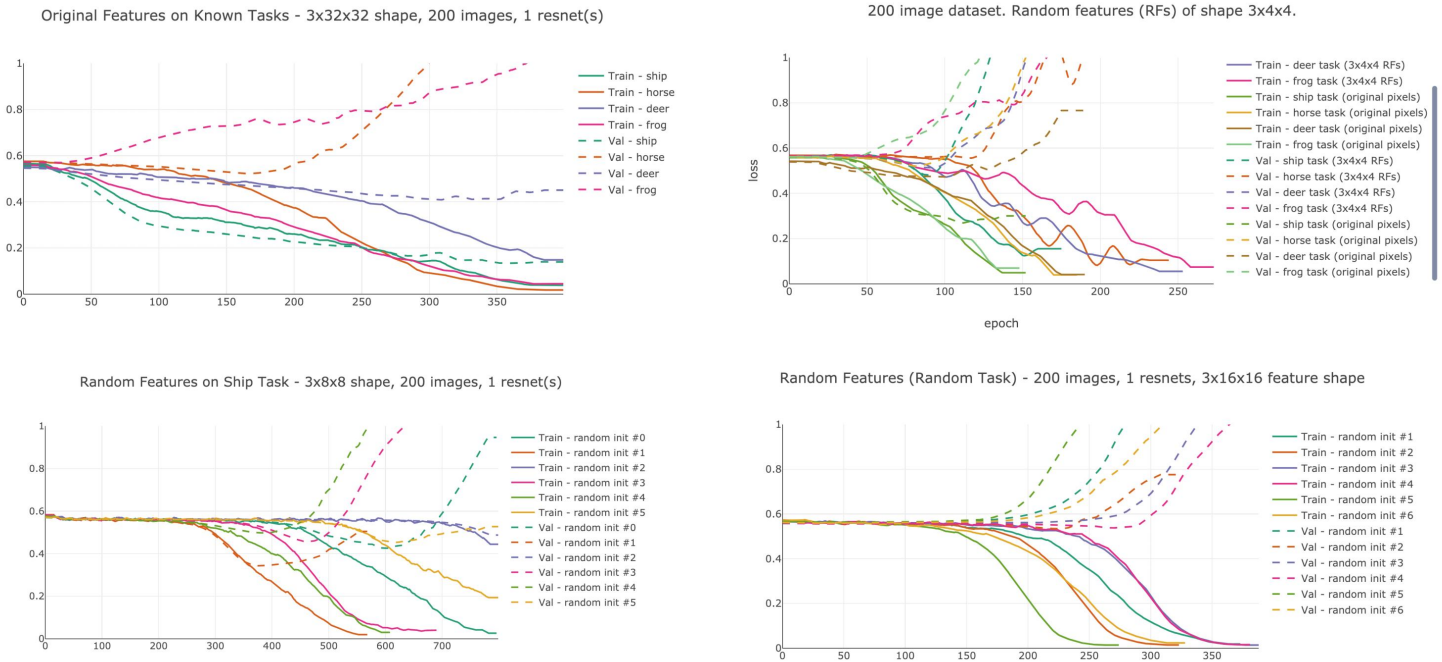 Original Features on Known Tasks - 3x32x32 shape, 200 images, 1 resnet(s)
1
0.8
0.6
0.4
0.2
0
0
50
100
150
200
250
300
Train - ship
Train - horse
Train - deer
Train - frog
Val - ship
Val - horse
Val - deer
Val - frog
200 image dataset. Random features (RFs) of shape 3x4x4.
loss
1
0.8
0.6
0.4
0.2
0
0
50
100
150
200
250
epoch
Train - deer task (3x4x4 RFs)
Train - frog task (3x4x4 RFs)
Train - ship task (original pixels)
Train - horse task (original pixels)
Train - deer task (original pixels)
Train - frog task (original pixels)
Val - ship task (3x4x4 RFs)
Val - horse task (3x4x4 RFs)
Val - deer task (3x4x4 RFs)
Val - frog task (3x4x4 RFs)
Val - ship task (original pixels)
Val - horse task (original pixels)
Val - deer task (original pixels)
Val - frog task (original pixels)
Random Features on Ship Task - 3x8x8 shape, 200 images, 1 resnet(s)
1
0.8
0.6
0.4
0.2
0
0
100
200
300
400
500
600
700
Train - random init #0
Train - random init #1
Train - random init #2
Train - random init #3
Train - random init #4
Train - random init #5
Val - random init #0
Val - random init #1
Val - random init #2
Val - random init #3
Val - random init #4
Val - random init #5
Random Features (Random Task) - 200 images, 1 resnets, 3x16x16 feature shape
1
0.8
0.6
0.4
0.2
0
0
50
100
150
200
250
300
350
Train - random init #1
Train - random init #2
Train - random init #3
Train - random init #4
Train - random init #5
Train - random init #6
Val - random init #1
Val - random init #2
Val - random init #3
Val - random init #4
Val - random init #5
Val - random init #6